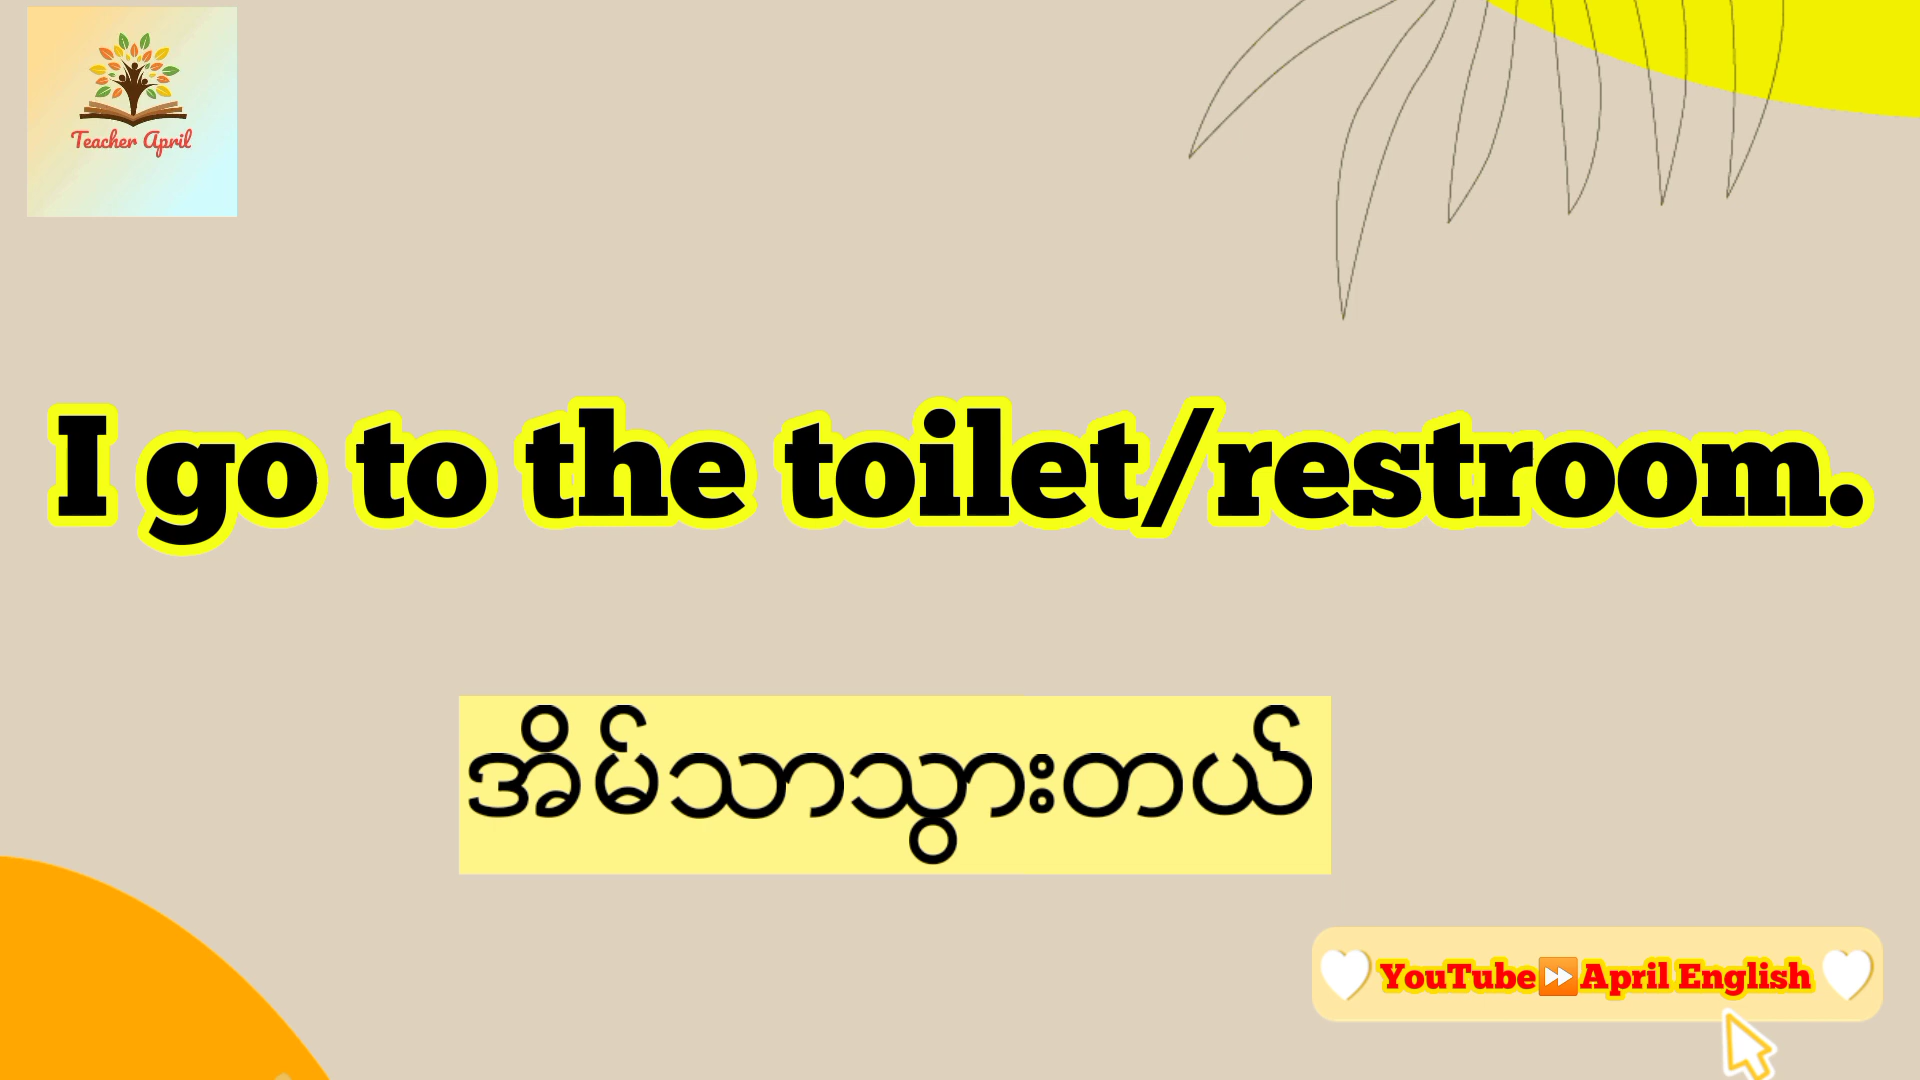 Teacher April
I go to the toilet/restroom.
အိမ်သာသွားတယ်
YouTube⏩April English